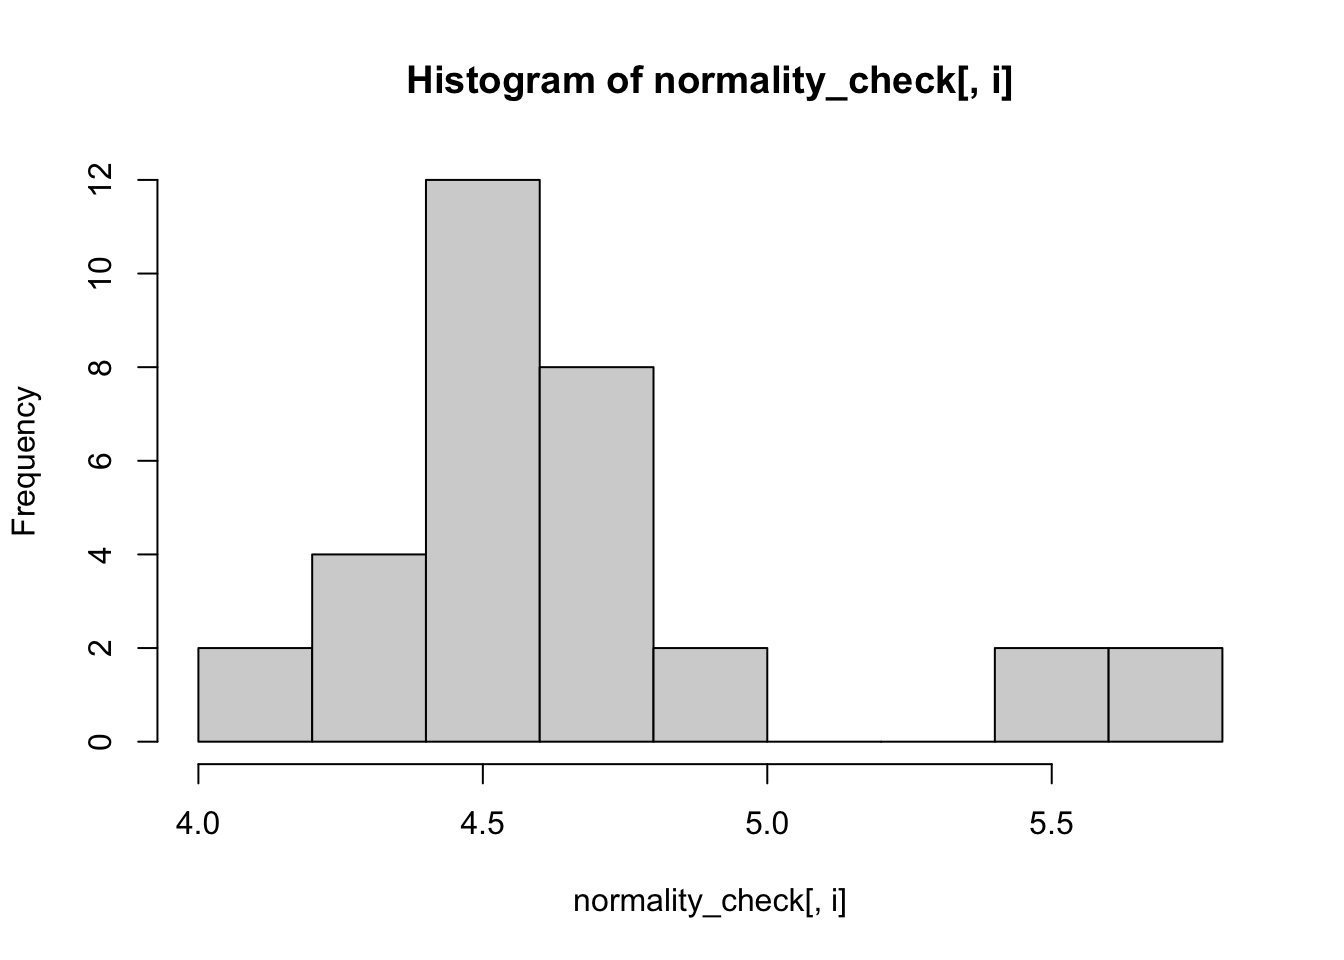 Histogram of normality_check[, i]
12
10
8
6
4
2
0
Frequency
4.0 4.5 5.0 5.5
normality_check[, i]